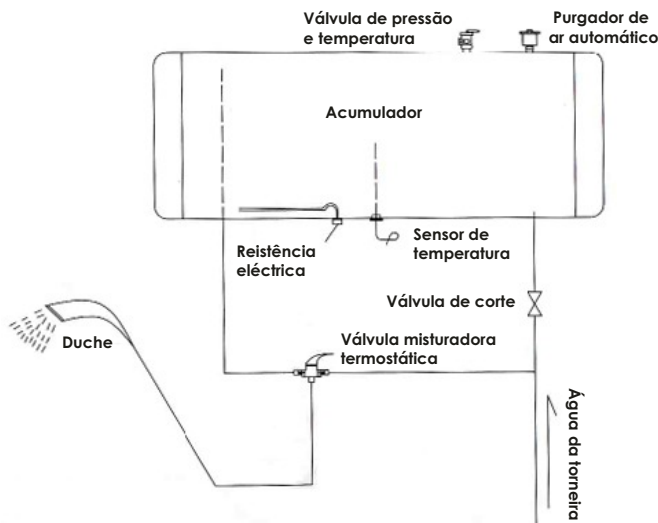 Válvula de pressão
e temperatura
Purgador de
ar automático
Acumulador
Reistência
eléctrica
Sensor de
temperatura
Válvula de corte
Duche
Válvula misturadora
termostática
Água da torneira